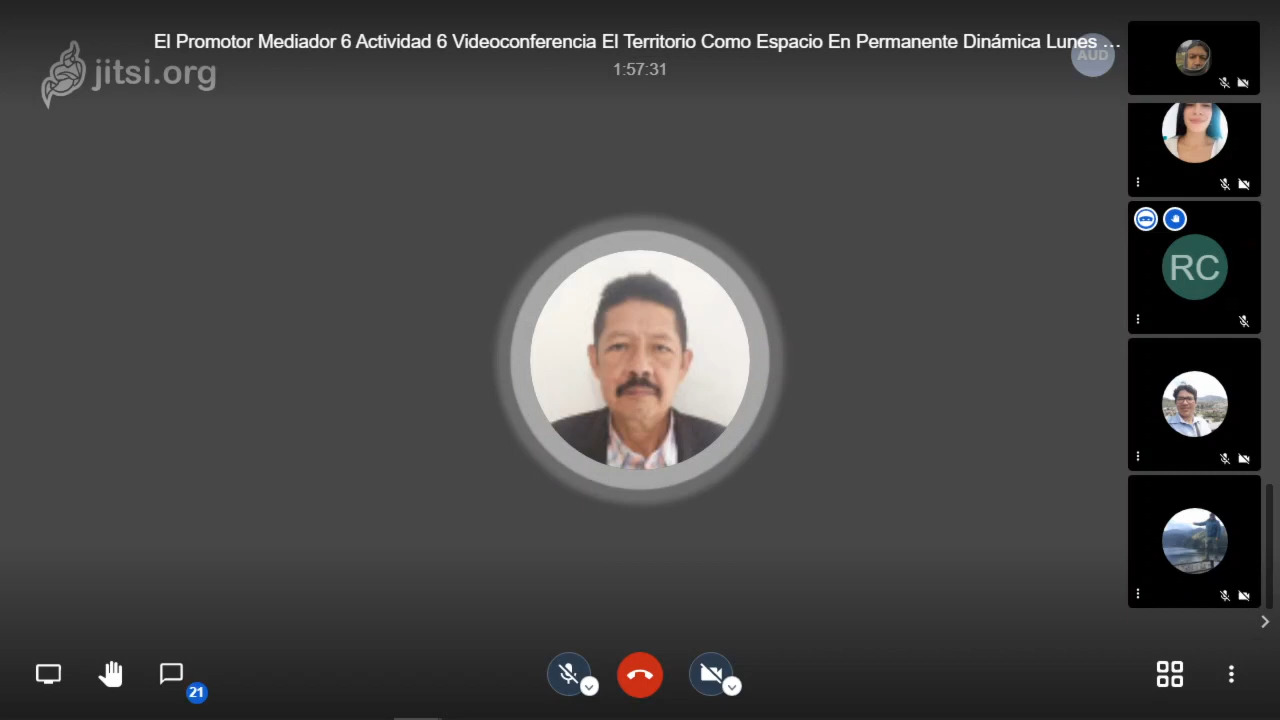 El Promotor Mediador 6 Actividad 6 Videoconferencia El Territorio Como Espacio En Permanente Dinámica Lunes ...
jitsi.org
1:57:31
AUD
RC
21